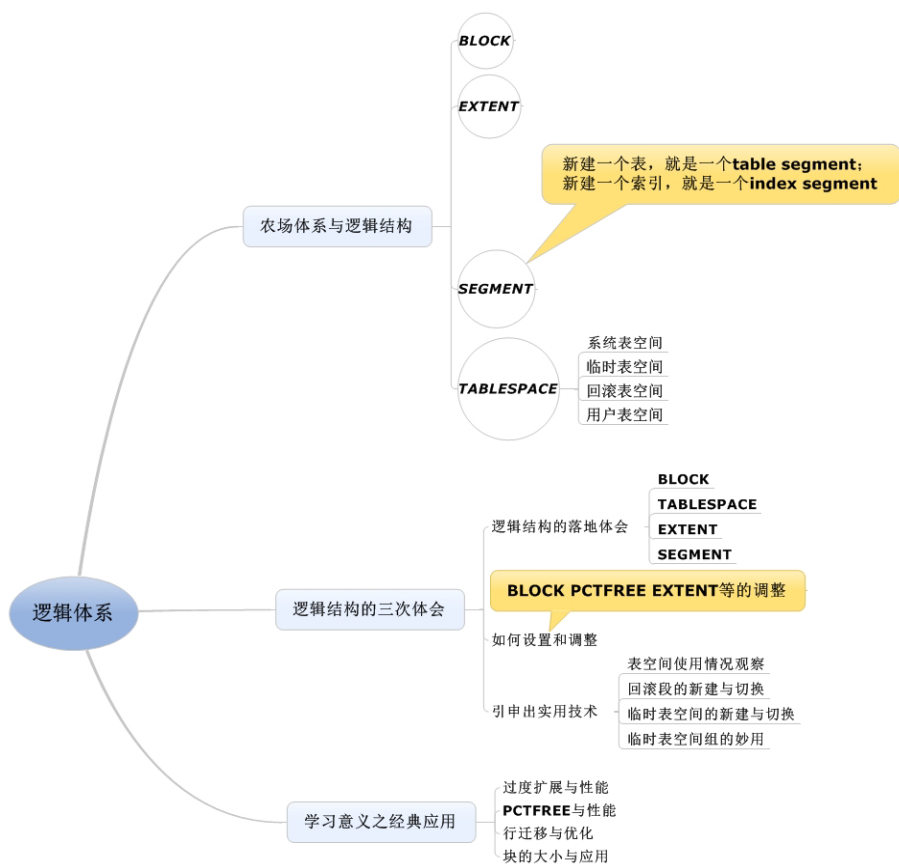 逻辑体系
农场体系与逻辑结构
BLOCK
EXTENT
新建一个表，就是一个table segment；
新建一个索引，就是一个index segment
SEGMENT
TABLESPACE
系统表空间
临时表空间
回滚表空间
用户表空间
逻辑结构的三次体会
逻辑结构的落地体会
BLOCK
TABLESPACE
EXTENT
SEGMENT
BLOCK PCTFREE EXTENT等的调整
如何设置和调整
引申出实用技术
表空间使用情况观察
回滚段的新建与切换
临时表空间的新建与切换
临时表空间组的妙用
学习意义之经典应用
过度扩展与性能
PCTFREE与性能
行迁移与优化
块的大小与应用